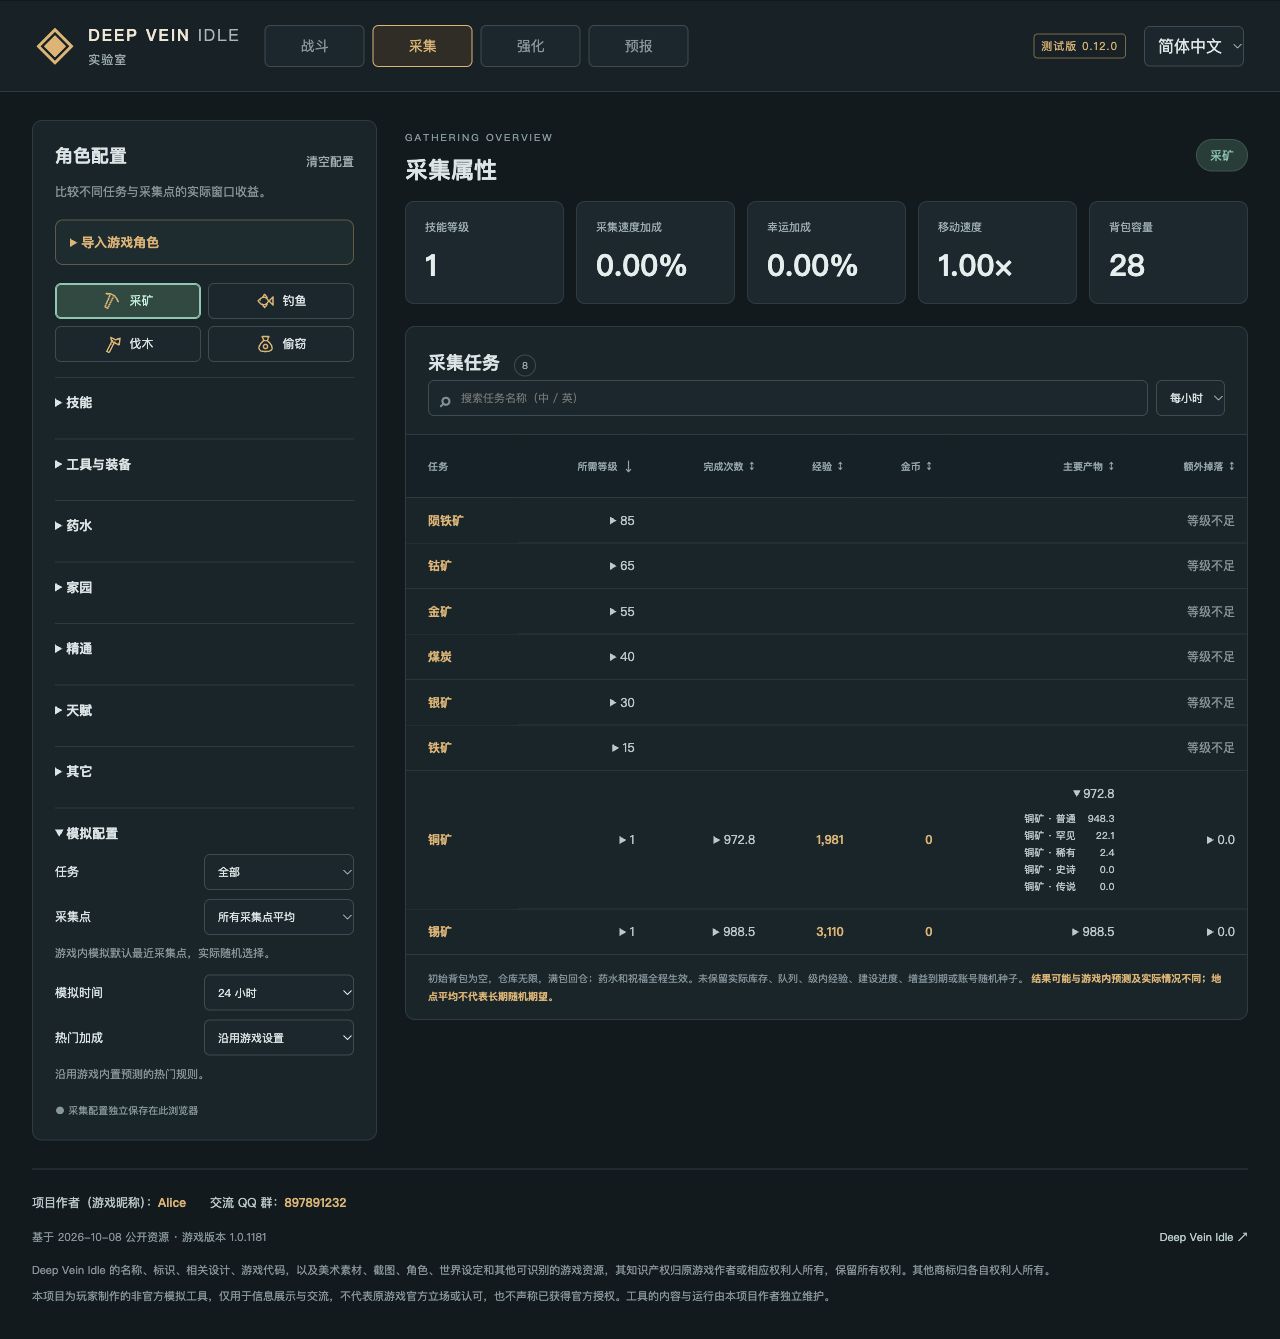 DEEP VEIN IDLE
实验室
战斗
采集
强化
预报
测试版 0.12.0
简体中文
角色配置
清空配置
比较不同任务与采集点的实际窗口收益。
导入游戏角色
采矿
钓鱼
伐木
偷窃
技能
工具与装备
药水
家园
精通
天赋
其它
模拟配置
任务 全部
采集点 所有采集点平均
游戏内模拟默认最近采集点，实际随机选择。
模拟时间 24 小时
热门加成 沿用游戏设置
沿用游戏内置预测的热门规则。
采集配置独立保存在此浏览器
GATHERING OVERVIEW
采集属性
采矿
技能等级
1
采集速度加成
0.00%
幸运加成
0.00%
移动速度
1.00×
背包容量
28
采集任务 8
搜索任务名称（中 / 英）
每小时
任务 所需等级 ↓ 完成次数 ↕ 经验 ↕ 金币 ↕ 主要产物 ↕ 额外掉落 ↕
陨铁矿 85 等级不足
钴矿 65 等级不足
金矿 55 等级不足
煤炭 40 等级不足
银矿 30 等级不足
铁矿 15 等级不足
铜矿 1 972.8 1,981 0 972.8 0.0
铜矿 · 普通 948.3
铜矿 · 罕见 22.1
铜矿 · 稀有 2.4
铜矿 · 史诗 0.0
铜矿 · 传说 0.0
锡矿 1 988.5 3,110 0 988.5 0.0
初始背包为空，仓库无限，满包回仓；药水和祝福全程生效。未保留实际库存、队列、级内经验、建设进度、增益到期或账号随机种子。 结果可能与游戏内预测及实际情况不同；地
点平均不代表长期随机期望。
项目作者（游戏昵称）：Alice 交流 QQ 群：897891232
基于 2026-10-08 公开资源 · 游戏版本 1.0.1181
Deep Vein Idle ↗
Deep Vein Idle 的名称、标识、相关设计、游戏代码，以及美术素材、截图、角色、世界设定和其他可识别的游戏资源，其知识产权归原游戏作者或相应权利人所有，保留所有权利。其他商标归各自权利人所有。
本项目为玩家制作的非官方模拟工具，仅用于信息展示与交流，不代表原游戏官方立场或认可，也不声称已获得官方授权。工具的内容与运行由本项目作者独立维护。